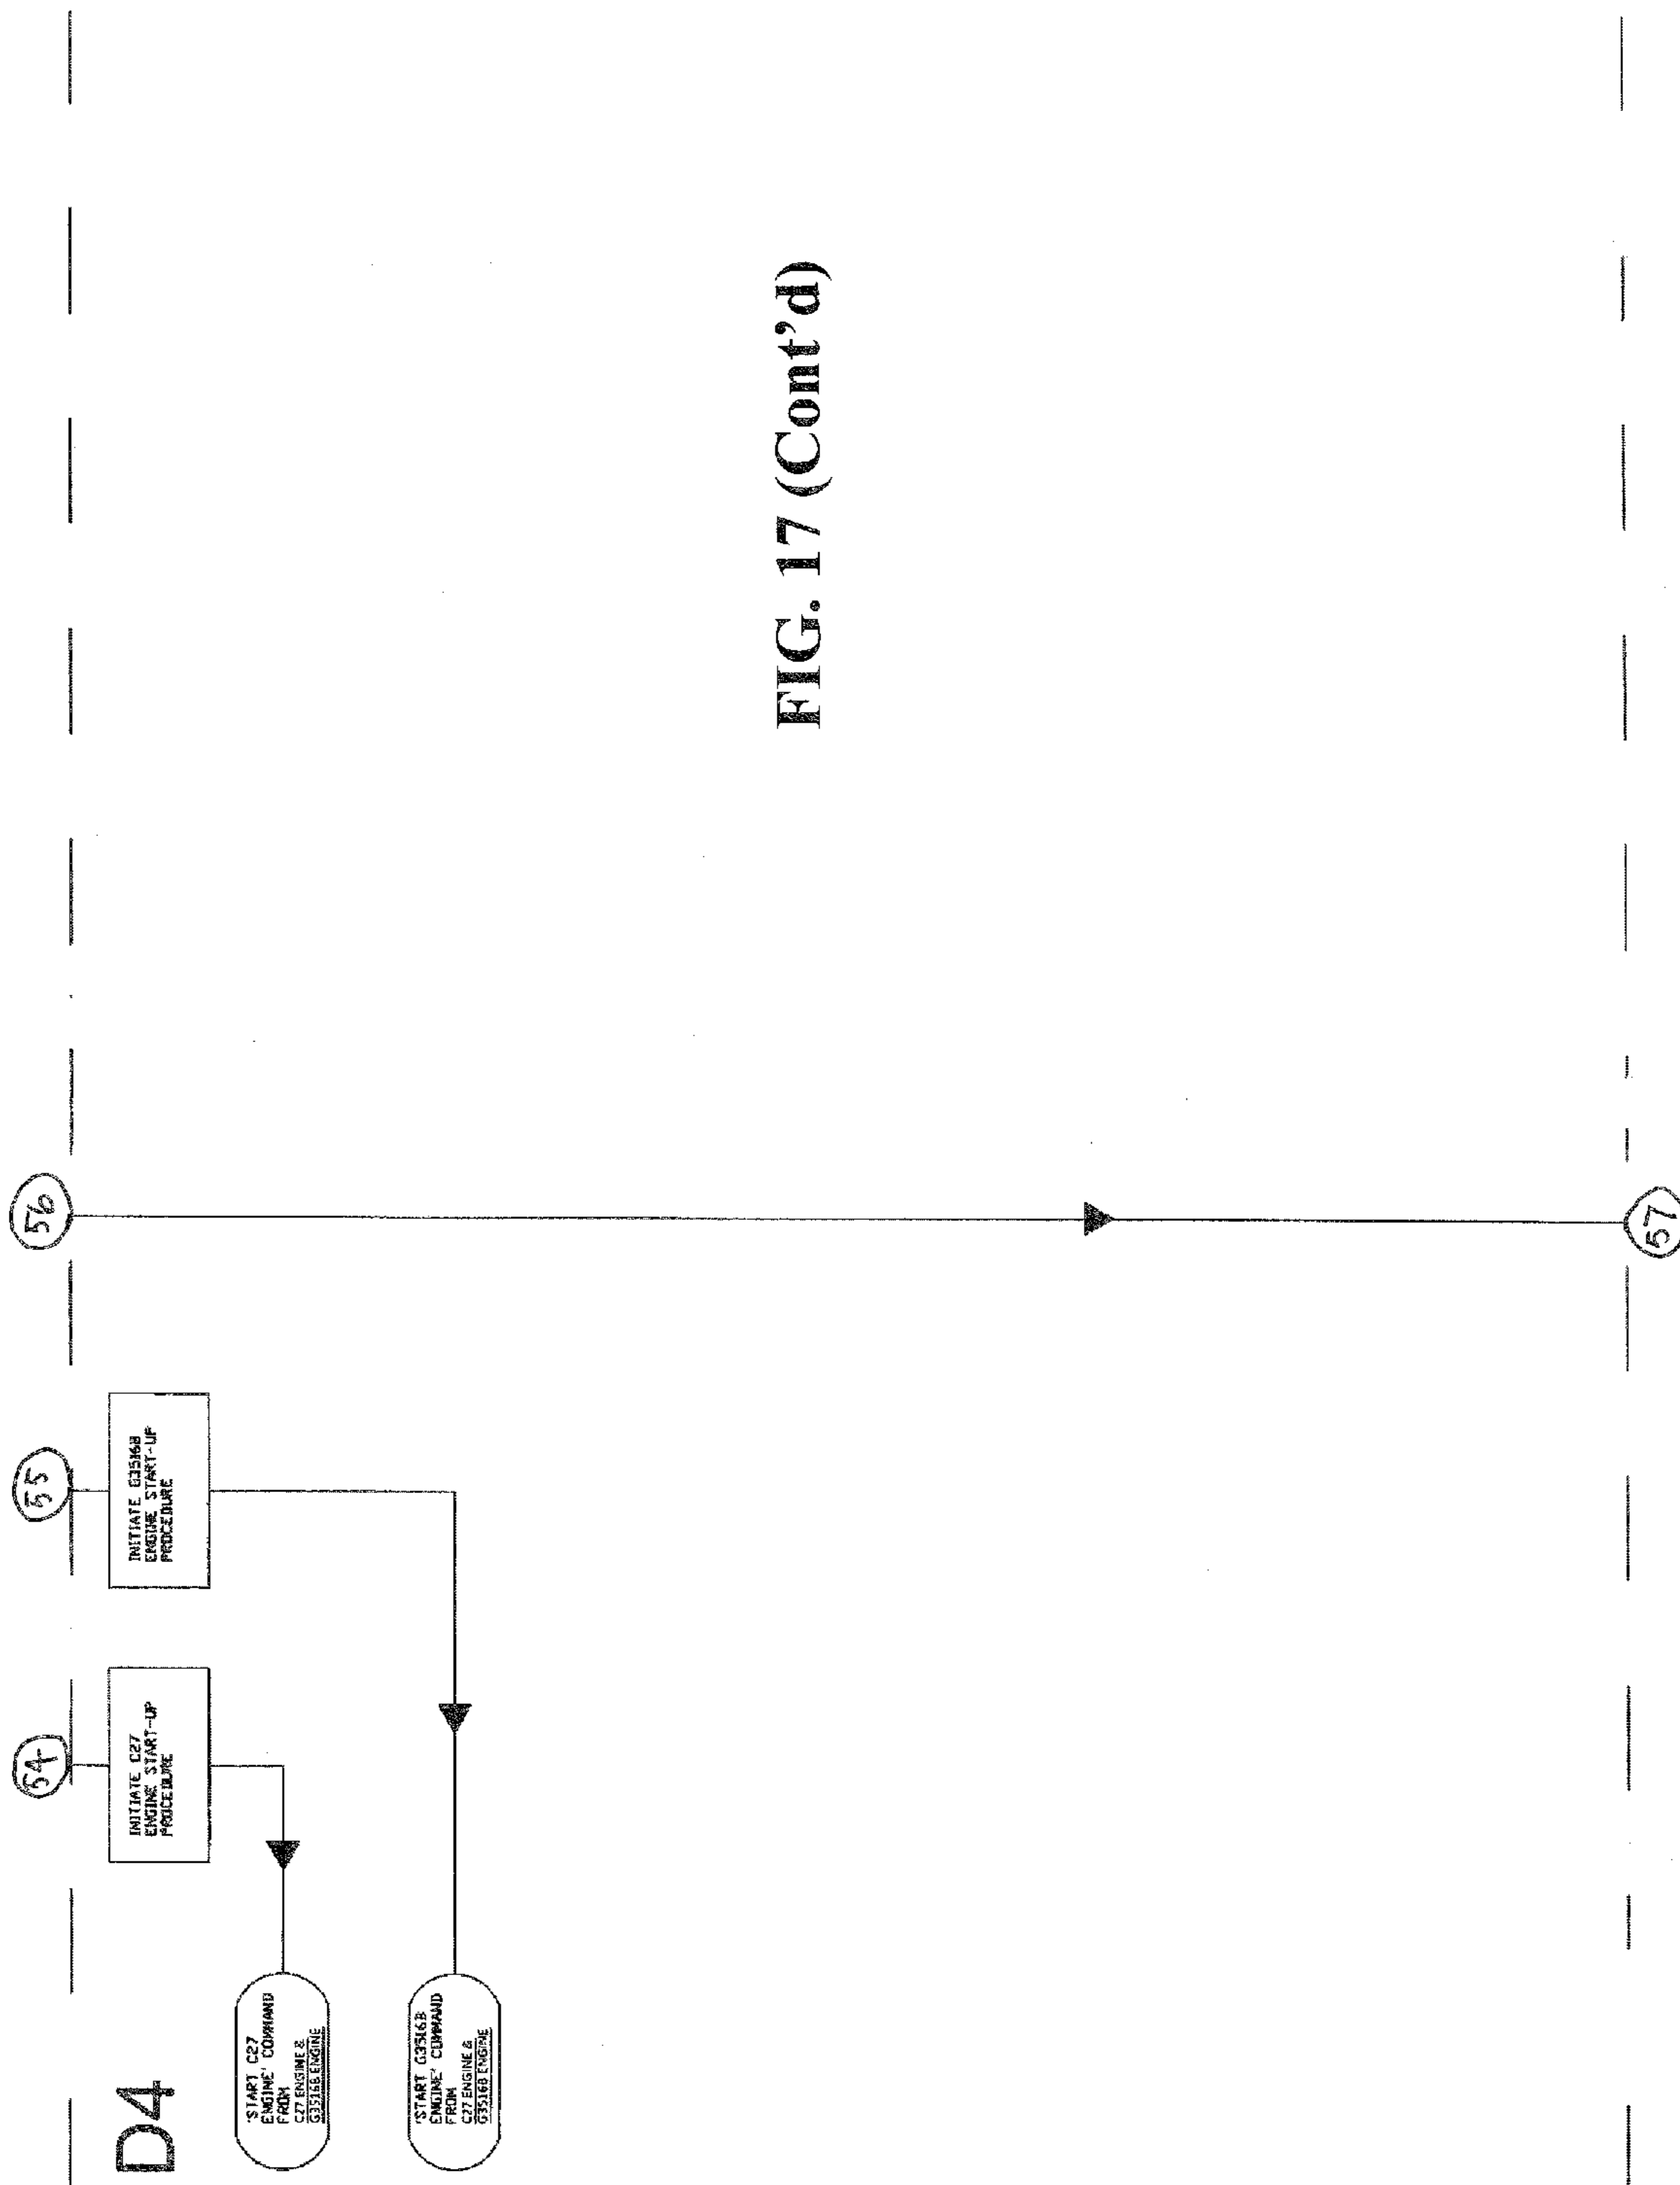 D4
54
55
56
INITIATE C27
ENGINE START-UP
PROCEDURE
INITIATE G3516B
ENGINE START-UP
PROCEDURE
'START C27
ENGINE' COMMAND
FROM
C27 ENGINE &
G3516B ENGINE
'START G3516B
ENGINE' COMMAND
FROM
C27 ENGINE &
G3516B ENGINE
FIG. 17 (Cont'd)
57